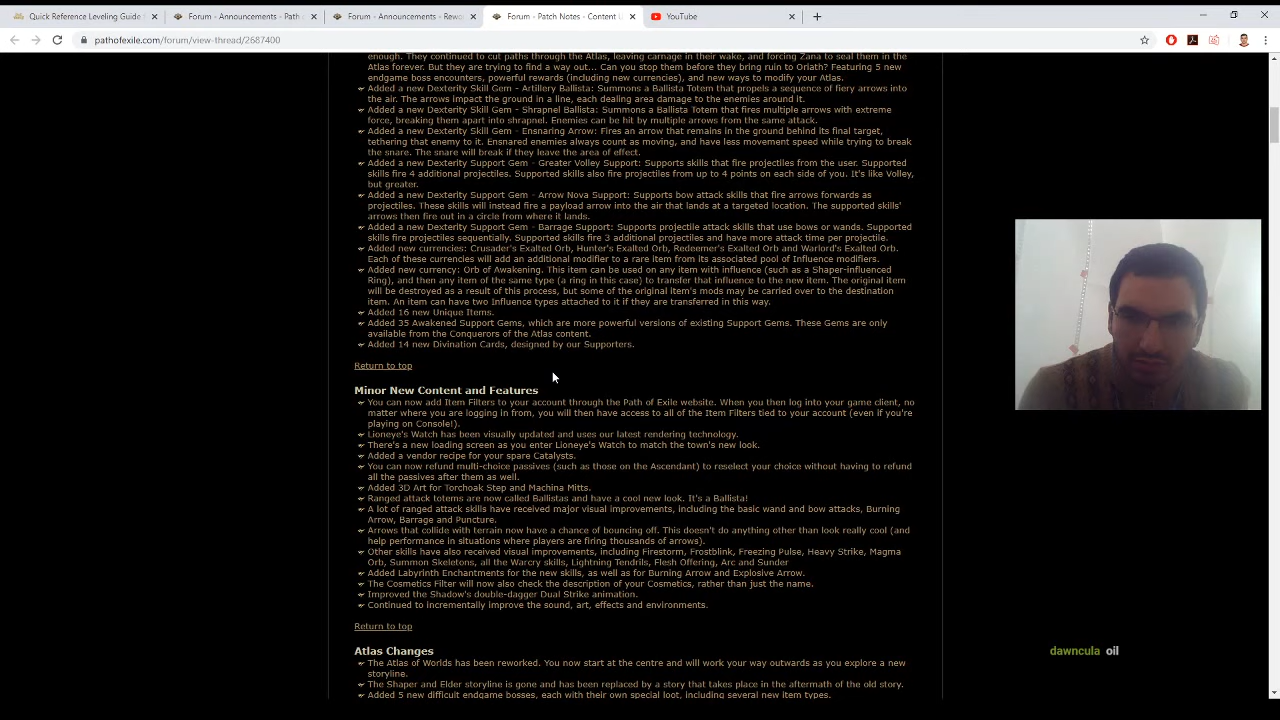 Quick Reference Leveling Guide
Forum - Announcements - Path
Forum - Announcements - Rewo
Forum - Patch Notes - Content U
YouTube
pathofexile.com/forum/view-thread/2687400
enough. They continued to cut paths through the Atlas, leaving carnage in their wake, and forcing Zana to seal them in the
Atlas forever. But they are trying to find a way out... Can you stop them before they bring ruin to Oriath? Featuring 5 new
endgame boss encounters, powerful rewards (including new currencies), and new ways to modify your Atlas.
Added a new Dexterity Skill Gem - Artillery Ballista: Summons a Ballista Totem that propels a sequence of fiery arrows into
the air. The arrows impact the ground in a line, each dealing area damage to the enemies around it.
Added a new Dexterity Skill Gem - Shrapnel Ballista: Summons a Ballista Totem that fires multiple arrows with extreme
force, breaking them apart into shrapnel. Enemies can be hit by multiple arrows from the same attack.
Added a new Dexterity Skill Gem - Ensnaring Arrow: Fires an arrow that remains in the ground behind its final target,
tethering that enemy to it. Ensnared enemies always count as moving, and have less movement speed while trying to break
the snare. The snare will break if they leave the area of effect.
Added a new Dexterity Support Gem - Greater Volley Support: Supports skills that fire projectiles from the user. Supported
skills fire 4 additional projectiles. Supported skills also fire projectiles from up to 4 points on each side of you. It's like Volley,
but greater.
Added a new Dexterity Support Gem - Arrow Nova Support: Supports bow attack skills that fire arrows forwards as
projectiles. These skills will instead fire a payload arrow into the air that lands at a targeted location. The supported skills'
arrows then fire out in a circle from where it lands.
Added a new Dexterity Support Gem - Barrage Support: Supports projectile attack skills that use bows or wands. Supported
skills fire projectiles sequentially. Supported skills fire 3 additional projectiles and have more attack time per projectile.
Added new currencies: Crusader's Exalted Orb, Hunter's Exalted Orb, Redeemer's Exalted Orb and Warlord's Exalted Orb.
Each of these currencies will add an additional modifier to a rare item from its associated pool of Influence modifiers.
Added new currency: Orb of Awakening. This item can be used on any item with influence (such as a Shaper-influenced
Ring), and then any item of the same type (a ring in this case) to transfer that influence to the new item. The original item
will be destroyed as a result of this process, but some of the original item's mods may be carried over to the destination
item. An item can have two Influence types attached to it if they are transferred in this way.
Added 16 new Unique Items.
Added 35 Awakened Support Gems, which are more powerful versions of existing Support Gems. These Gems are only
available from the Conquerors of the Atlas content.
Added 14 new Divination Cards, designed by our Supporters.
Return to top
Minor New Content and Features
You can now add Item Filters to your account through the Path of Exile website. When you then log into your game client, no
matter where you are logging in from, you will then have access to all of the Item Filters tied to your account (even if you're
playing on Console!).
Lioneye's Watch has been visually updated and uses our latest rendering technology.
There's a new loading screen as you enter Lioneye's Watch to match the town's new look.
Added a vendor recipe for your spare Catalysts.
You can now refund multi-choice passives (such as those on the Ascendant) to reselect your choice without having to refund
all the passives after them as well.
Added 3D Art for Torchoak Step and Machina Mitts.
Ranged attack totems are now called Ballistas and have a cool new look. It's a Ballista!
A lot of ranged attack skills have received major visual improvements, including the basic wand and bow attacks, Burning
Arrow, Barrage and Puncture.
Arrows that collide with terrain now have a chance of bouncing off. This doesn't do anything other than look really cool (and
help performance in situations where players are firing thousands of arrows).
Other skills have also received visual improvements, including Firestorm, Frostblink, Freezing Pulse, Heavy Strike, Magma
Orb, Summon Skeletons, all the Warcry skills, Lightning Tendrils, Flesh Offering, Arc and Sunder
Added Labyrinth Enchantments for the new skills, as well as for Burning Arrow and Explosive Arrow.
The Cosmetics Filter will now also check the description of your Cosmetics, rather than just the name.
Improved the Shadow's double-dagger Dual Strike animation.
Continued to incrementally improve the sound, art, effects and environments.
Return to top
dawncula oil
Atlas Changes
The Atlas of Worlds has been reworked. You now start at the centre and will work your way outwards as you explore a new
storyline.
The Shaper and Elder storyline is gone and has been replaced by a story that takes place in the aftermath of the old story.
Added 5 new difficult endgame bosses, each with their own special loot, including several new item types.